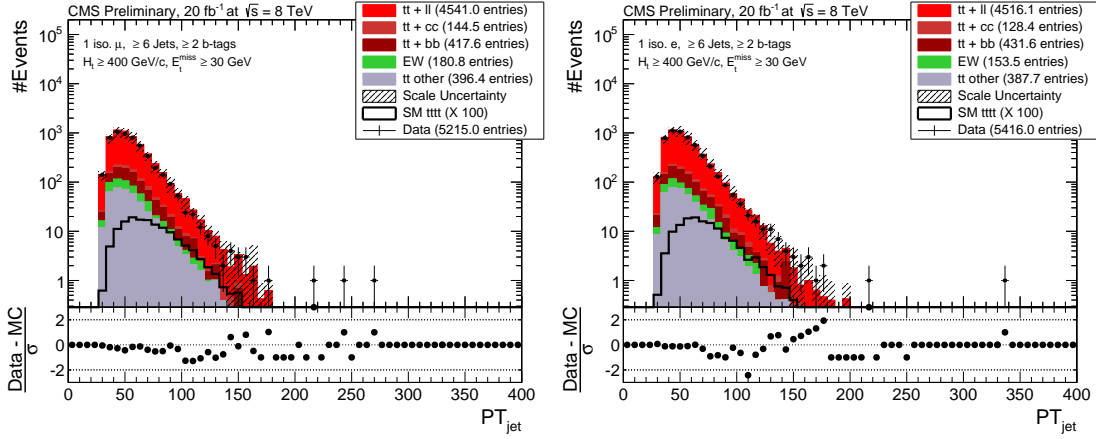 CMS Preliminary, 20 fb⁻¹ at √s = 8 TeV
#Events
10⁵
10⁴
10³
10²
10
1
1 iso. μ, ≥ 6 Jets, ≥ 2 b-tags
Hₜ ≥ 400 GeV/c, Eₜᵐⁱˢˢ ≥ 30 GeV
tt + ll (4541.0 entries)
tt + cc (144.5 entries)
tt + bb (417.6 entries)
EW (180.8 entries)
tt other (396.4 entries)
Scale Uncertainty
SM tttt (X 100)
Data (5215.0 entries)
Data - MC
σ
2
0
-2
0 50 100 150 200 250 300 350 400
PT_jet
CMS Preliminary, 20 fb⁻¹ at √s = 8 TeV
#Events
10⁵
10⁴
10³
10²
10
1
1 iso. e, ≥ 6 Jets, ≥ 2 b-tags
Hₜ ≥ 400 GeV/c, Eₜᵐⁱˢˢ ≥ 30 GeV
tt + ll (4516.1 entries)
tt + cc (128.4 entries)
tt + bb (431.6 entries)
EW (153.5 entries)
tt other (387.7 entries)
Scale Uncertainty
SM tttt (X 100)
Data (5416.0 entries)
Data - MC
σ
2
0
-2
0 50 100 150 200 250 300 350 400
PT_jet